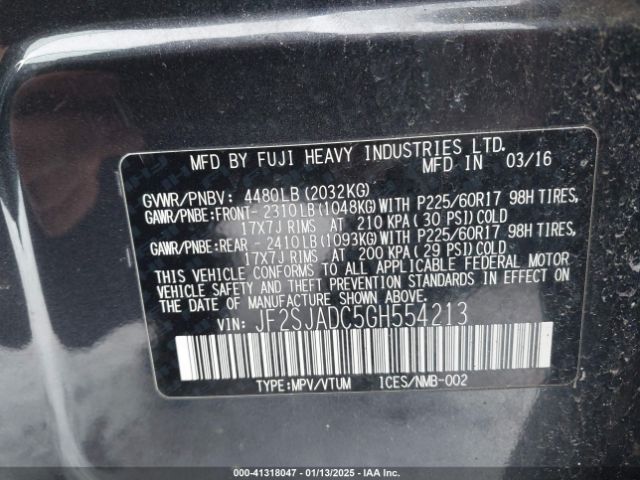 MFD BY FUJI HEAVY INDUSTRIES LTD.
MFD IN 03/16
GVWR/PNBV: 4480LB (2032KG)
GAWR/PNBE:FRONT- 2310LB(1048KG)WITH P225/60R17 98H TIRES,
17X7J RIMS AT 210 KPA (30 PSI) COLD
GAWR/PNBE:REAR - 2410LB(1093KG)WITH P225/60R17 98H TIRES,
17X7J RIMS AT 200 KPA (29 PSI) COLD
THIS VEHICLE CONFORMS TO ALL APPLICABLE FEDERAL MOTOR
VEHICLE SAFETY AND THEFT PREVENTION STANDARDS IN EFFECT
ON THE DATE OF MANUFACTURE SHOWN ABOVE.
VIN: JF2SJADC5GH554213
TYPE:MPV/VTUM ICES/NMB-002
OWNER: 41318047 - 01/13/2025 - IAA Holdings, LLC